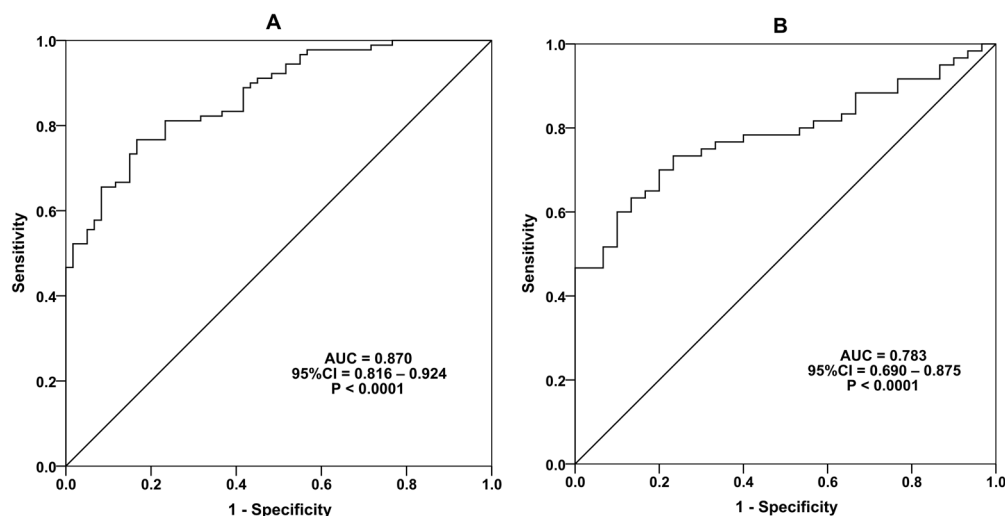 A
1.0
0.8
0.6
0.4
0.2
0.0
Sensitivity
0.0 0.2 0.4 0.6 0.8 1.0
1 - Specificity
AUC = 0.870
95%CI = 0.816 – 0.924
P < 0.0001
B
1.0
0.8
0.6
0.4
0.2
0.0
Sensitivity
0.0 0.2 0.4 0.6 0.8 1.0
1 - Specificity
AUC = 0.783
95%CI = 0.690 – 0.875
P < 0.0001